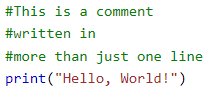 #This is a comment
#written in
#more than just one line
print("Hello, World!")